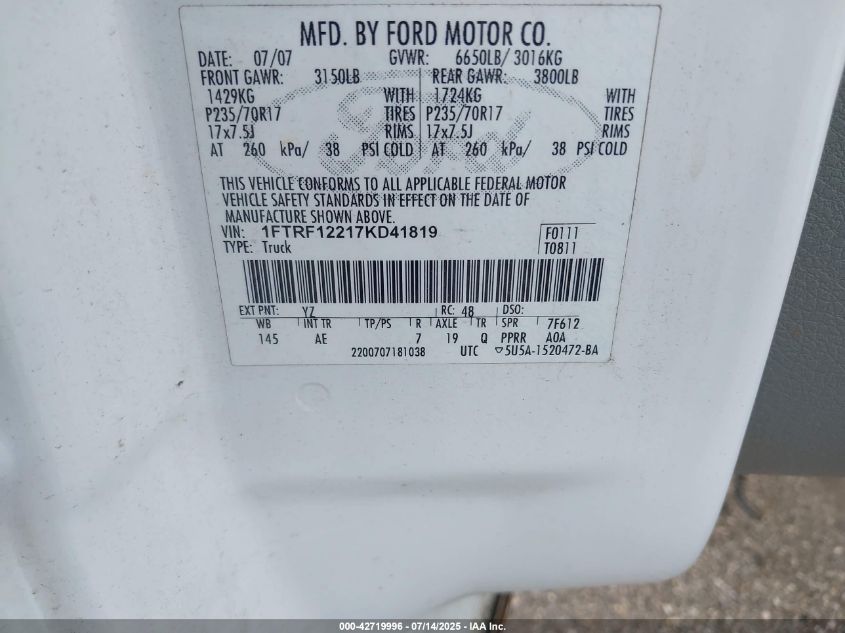 MFD. BY FORD MOTOR CO.
DATE: 07/07 GVWR: 6650LB/ 3016KG
FRONT GAWR: 3150LB REAR GAWR: 3800LB
1429KG WITH 1724KG WITH
P235/70R17 TIRES P235/70R17 TIRES
17x7.5J RIMS 17x7.5J RIMS
AT 260 kPa/ 38 PSI COLD AT 260 kPa/ 38 PSI COLD
Ford
THIS VEHICLE CONFORMS TO ALL APPLICABLE FEDERAL MOTOR
VEHICLE SAFETY STANDARDS IN EFFECT ON THE DATE OF
MANUFACTURE SHOWN ABOVE.
VIN: 1FTRF12217KD41819 F0111
TYPE: Truck T0811
EXT PNT: YZ RC: 48 DSO:
WB INT TR TP/PS R AXLE TR SPR 7F612
145 AE 7 19 Q PPRR AOA
2200707181038 UTC ▽5U5A-1520472-BA
000-42719996 - 07/14/2025 - IAA, Inc.